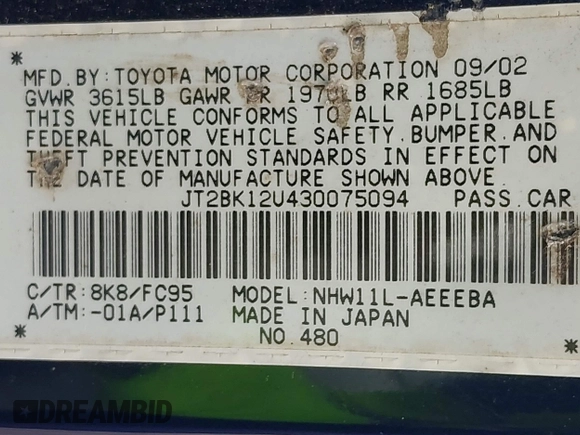 MFD.BY:TOYOTA MOTOR CORPORATION 09/02
GVWR 3615LB GAWR RR 1685LB
THIS VEHICLE CONFORMS TO ALL APPLICABLE
FEDERAL MOTOR VEHICLE SAFETY.BUMPER.AND
THEFT PREVENTION STANDARDS IN EFFECT ON
THE DATE OF MANUFACTURE SHOWN ABOVE.
JT2BK12U430075094 PASS.CAR
C/TR:8K8/FC95 MODEL:NHW11L-AEEEBA
A/TM:-01A/P111 MADE IN JAPAN
NO.480
DREAMBID